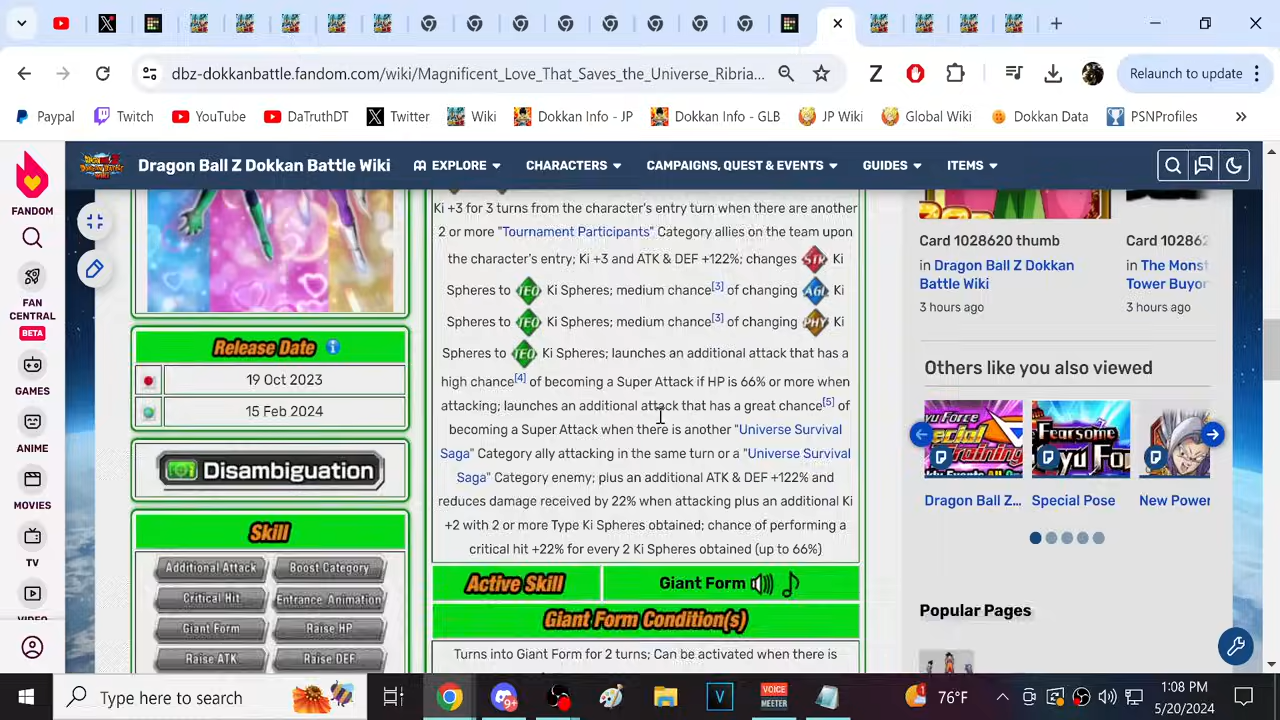 dbz-dokkanbattle.fandom.com/wiki/Magnificent_Love_That_Saves_the_Universe_Ribria...
Z
Relaunch to update
Paypal
Twitch
YouTube
DaTruthDT
Twitter
Wiki
Dokkan Info - JP
Dokkan Info - GLB
JP Wiki
Global Wiki
Dokkan Data
PSNProfiles
»
Dragon Ball Z Dokkan Battle Wiki
EXPLORE
CHARACTERS
CAMPAIGNS, QUEST & EVENTS
GUIDES
ITEMS
FANDOM
FAN
CENTRAL
BETA
GAMES
ANIME
MOVIES
TV
Release Date
19 Oct 2023
15 Feb 2024
Disambiguation
Skill
Additional Attack
Boost Category
Critical Hit
Entrance Animation
Giant Form
Raise HP
Raise ATK
Raise DEF
Ki +3 for 3 turns from the character's entry turn when there are another
2 or more "Tournament Participants" Category allies on the team upon
the character's entry; Ki +3 and ATK & DEF +122%; changes STR Ki
Spheres to TEQ Ki Spheres; medium chance[3] of changing AGL Ki
Spheres to TEQ Ki Spheres; medium chance[3] of changing PHY Ki
Spheres to TEQ Ki Spheres; launches an additional attack that has a
high chance[4] of becoming a Super Attack if HP is 66% or more when
attacking; launches an additional attack that has a great chance[5] of
becoming a Super Attack when there is another "Universe Survival
Saga" Category ally attacking in the same turn or a "Universe Survival
Saga" Category enemy; plus an additional ATK & DEF +122% and
reduces damage received by 22% when attacking plus an additional Ki
+2 with 2 or more Type Ki Spheres obtained; chance of performing a
critical hit +22% for every 2 Ki Spheres obtained (up to 66%)
Active Skill
Giant Form
Giant Form Condition(s)
Turns into Giant Form for 2 turns; Can be activated when there is
Card 1028620 thumb
in Dragon Ball Z Dokkan
Battle Wiki
3 hours ago
Card 102862
in The Monst
Tower Buyon
3 hours ago
Others like you also viewed
Dragon Ball Z...
Special Pose
New Power
Popular Pages
Type here to search
9+
V
VOICE
MEETER
76°F
1:08 PM
5/20/2024